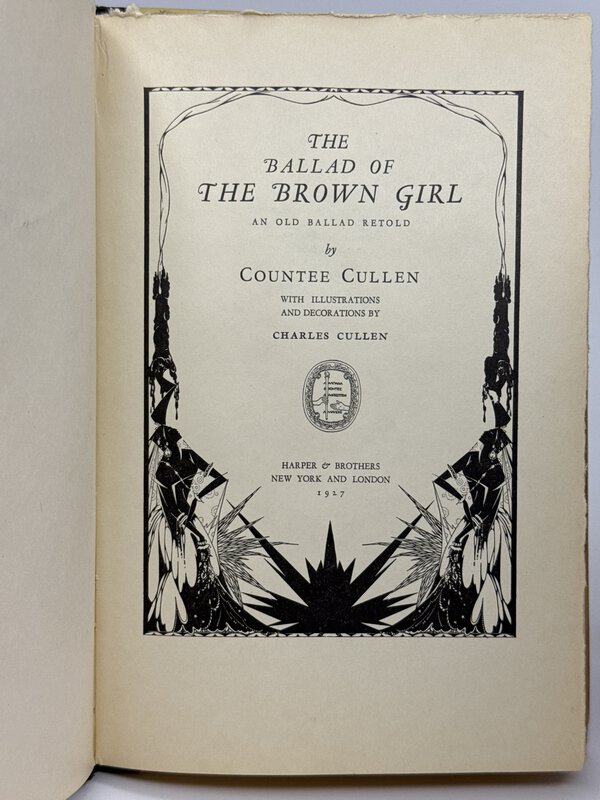 THE
BALLAD OF
THE BROWN GIRL
AN OLD BALLAD RETOLD
by
COUNTEE CULLEN
WITH ILLUSTRATIONS
AND DECORATIONS BY
CHARLES CULLEN
HARPER & BROTHERS
NEW YORK AND LONDON
1927